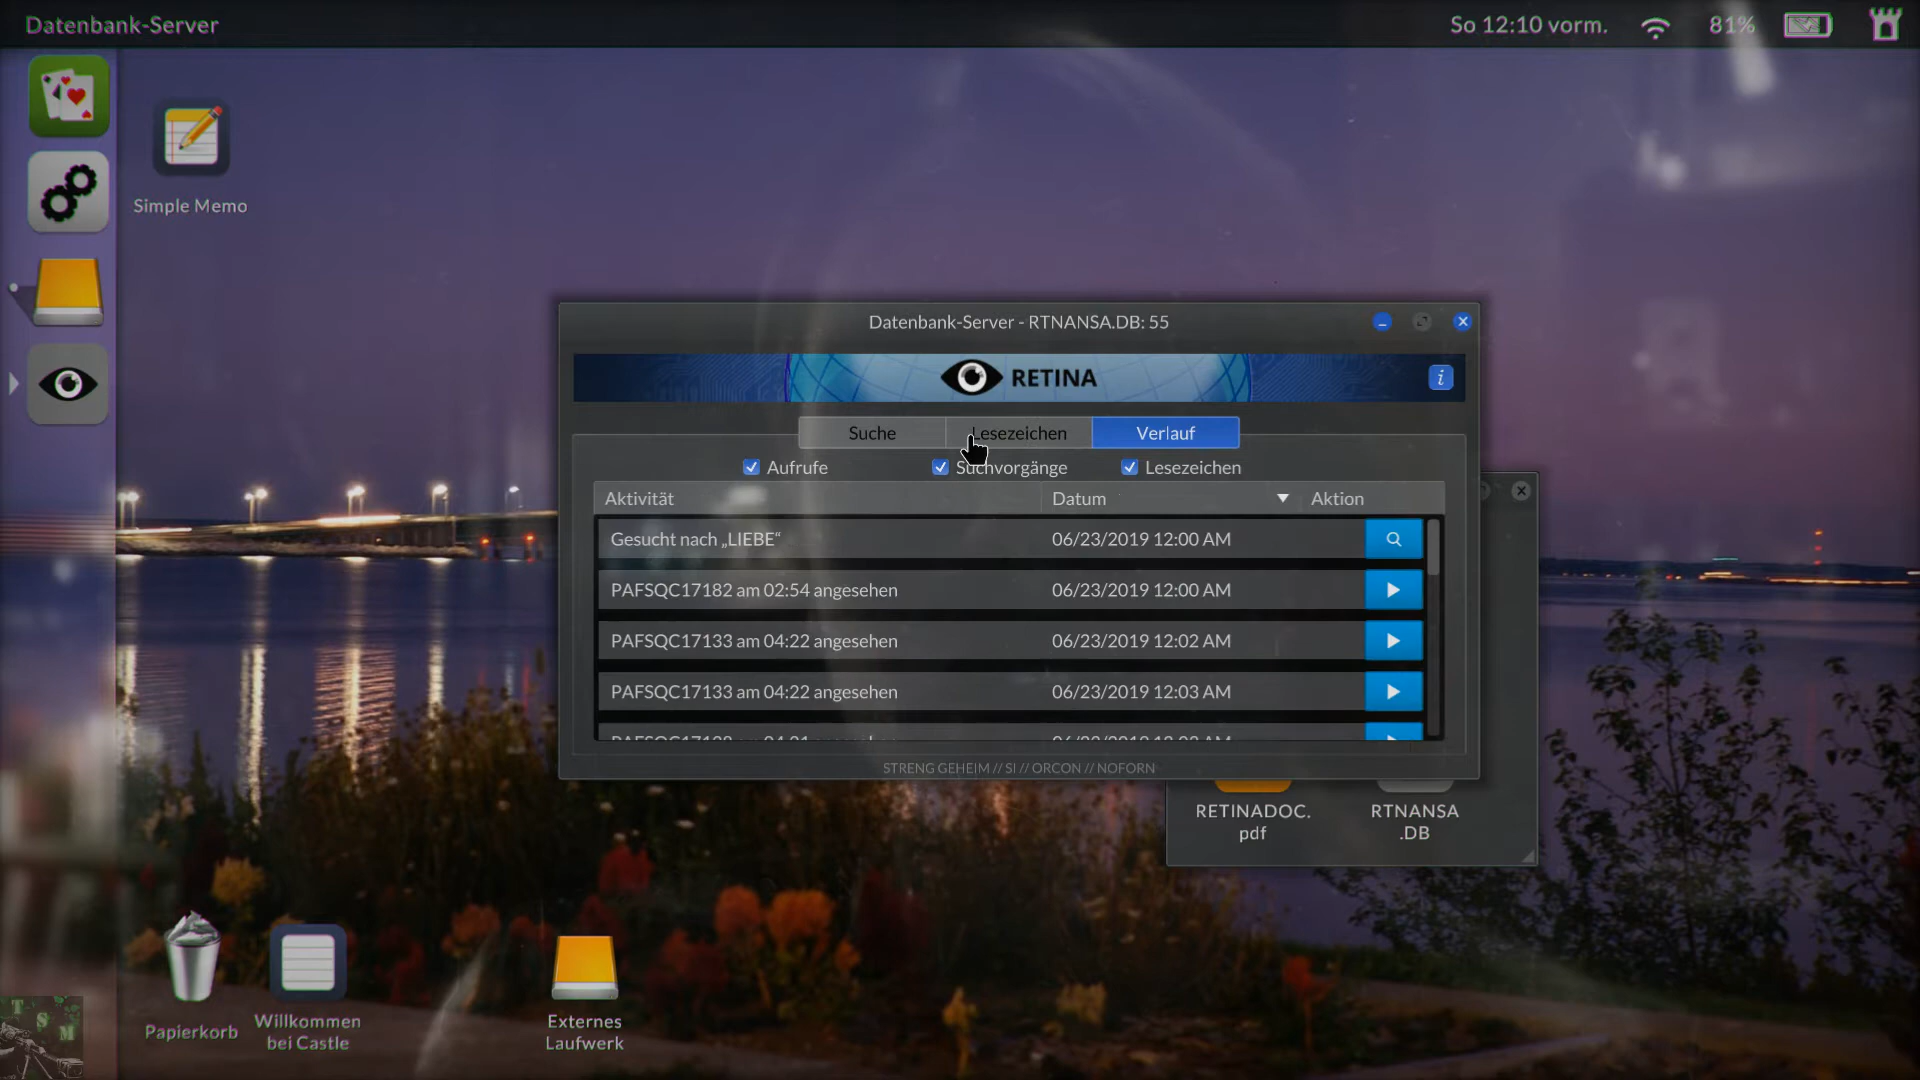 Datenbank-Server
So 12:10 vorm.
81%
Simple Memo
Datenbank-Server - RTNANSA.DB: 55
RETINA
i
Suche
Lesezeichen
Verlauf
Aufrufe
Suchvorgänge
Lesezeichen
Aktivität
Datum
Aktion
Gesucht nach „LIEBE“
06/23/2019 12:00 AM
PAFSQC17182 am 02:54 angesehen
06/23/2019 12:00 AM
PAFSQC17133 am 04:22 angesehen
06/23/2019 12:02 AM
PAFSQC17133 am 04:22 angesehen
06/23/2019 12:03 AM
STRENG GEHEIM // SI // ORCON // NOFORN
RETINADOC.
pdf
RTNANSA
.DB
Papierkorb
Willkommen
bei Castle
Externes
Laufwerk
T S M